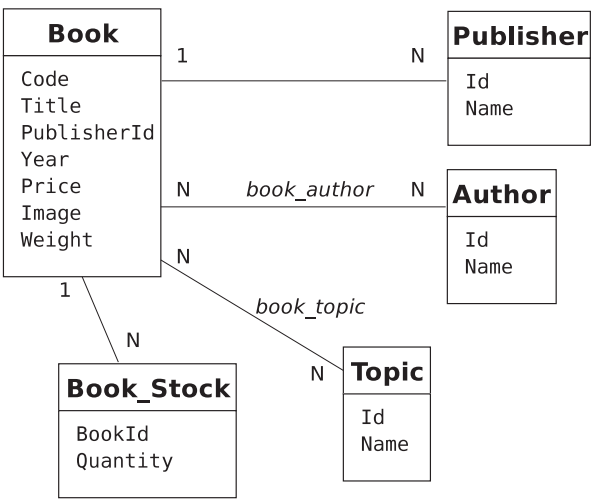 Book
Code
Title
PublisherId
Year
Price
Image
Weight
1
N
Publisher
Id
Name
N
book_author
N
Author
Id
Name
N
book_topic
N
Topic
Id
Name
1
N
Book_Stock
BookId
Quantity